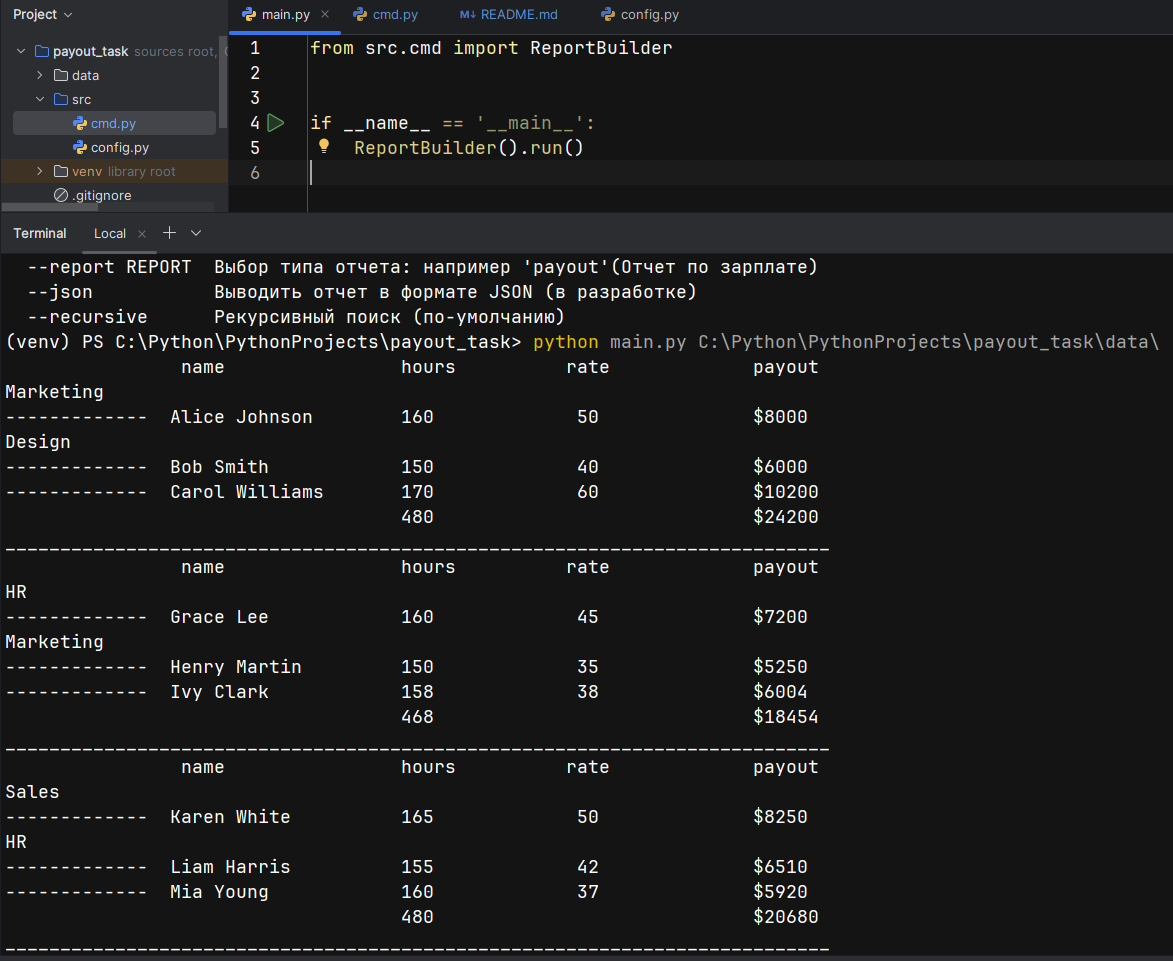 Project
main.py
cmd.py
README.md
config.py
payout_task sources root,
data
src
cmd.py
config.py
venv library root
.gitignore
1 from src.cmd import ReportBuilder
2
3
4 if __name__ == '__main__':
5 ReportBuilder().run()
6
Terminal Local
--report REPORT Выбор типа отчета: например 'payout'(Отчет по зарплате)
--json Выводить отчет в формате JSON (в разработке)
--recursive Рекурсивный поиск (по-умолчанию)
(venv) PS C:\Python\PythonProjects\payout_task> python main.py C:\Python\PythonProjects\payout_task\data\
name hours rate payout
Marketing
------------- Alice Johnson 160 50 $8000
Design
------------- Bob Smith 150 40 $6000
------------- Carol Williams 170 60 $10200
480 $24200
___________________________________________________________________________
name hours rate payout
HR
------------- Grace Lee 160 45 $7200
Marketing
------------- Henry Martin 150 35 $5250
------------- Ivy Clark 158 38 $6004
468 $18454
___________________________________________________________________________
name hours rate payout
Sales
------------- Karen White 165 50 $8250
HR
------------- Liam Harris 155 42 $6510
------------- Mia Young 160 37 $5920
480 $20680
___________________________________________________________________________